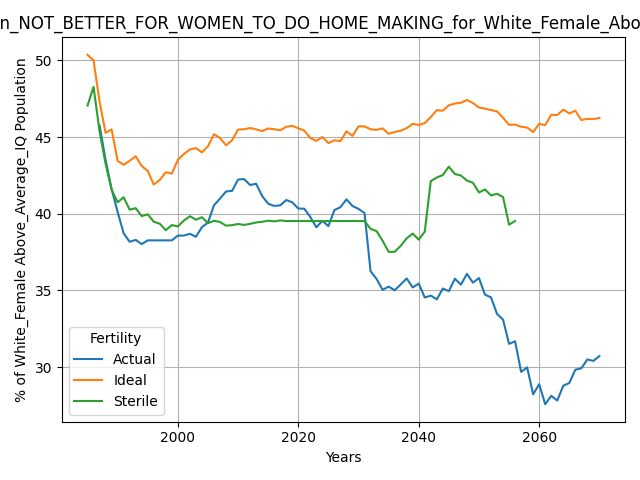 n_NOT_BETTER_FOR_WOMEN_TO_DO_HOME_MAKING_for_White_Female_Abo
% of White_Female Above_Average_IQ Population
50
45
40
35
30
Fertility
Actual
Ideal
Sterile
2000
2020
2040
2060
Years